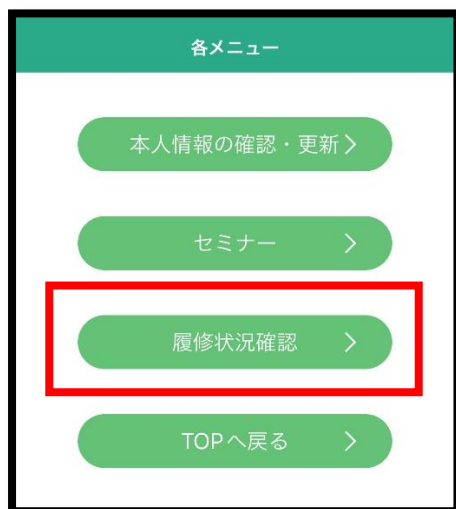 各メニュー
本人情報の確認・更新
セミナー
履修状況確認
TOPへ戻る